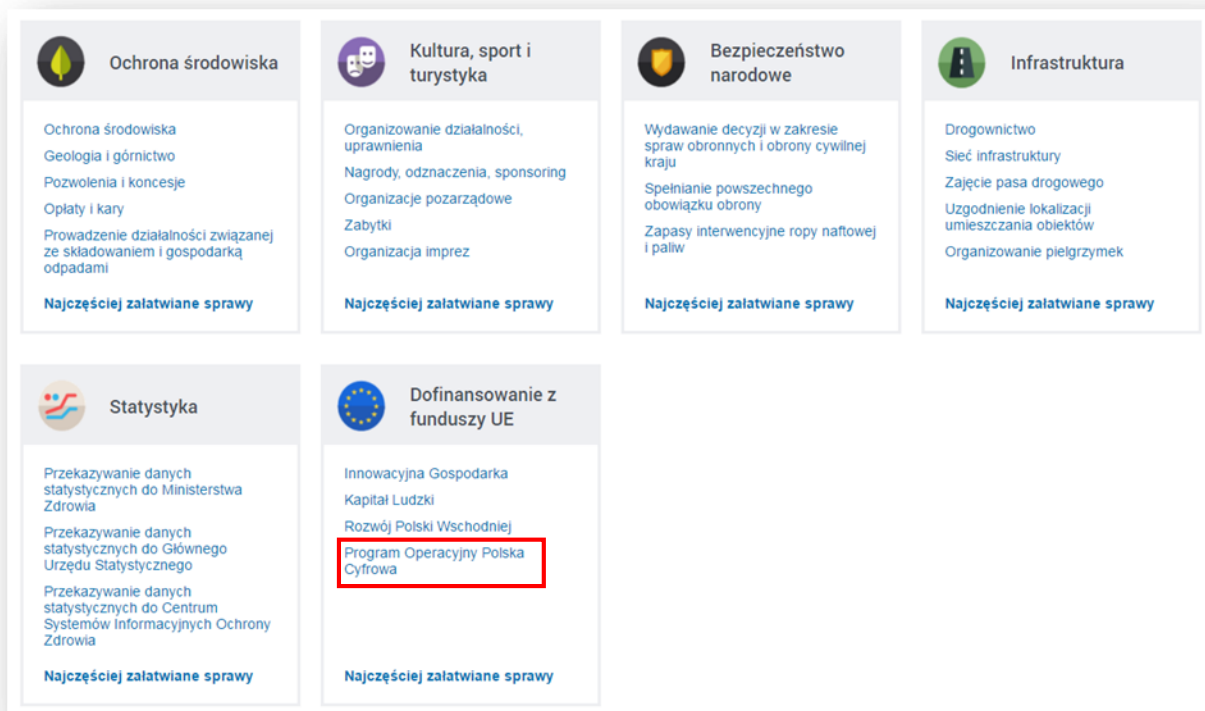 Ochrona środowiska
Ochrona środowiska
Geologia i górnictwo
Pozwolenia i koncesje
Opłaty i kary
Prowadzenie działalności związanej
ze składowaniem i gospodarką
odpadami
Najczęściej załatwiane sprawy
Kultura, sport i
turystyka
Organizowanie działalności,
uprawnienia
Nagrody, odznaczenia, sponsoring
Organizacje pozarządowe
Zabytki
Organizacja imprez
Najczęściej załatwiane sprawy
Bezpieczeństwo
narodowe
Wydawanie decyzji w zakresie
spraw obronnych i obrony cywilnej
kraju
Spełnianie powszechnego
obowiązku obrony
Zapasy interwencyjne ropy naftowej
i paliw
Najczęściej załatwiane sprawy
Infrastruktura
Drogownictwo
Sieć infrastruktury
Zajęcie pasa drogowego
Uzgodnienie lokalizacji
umieszczania obiektów
Organizowanie pielgrzymek
Najczęściej załatwiane sprawy
Statystyka
Przekazywanie danych
statystycznych do Ministerstwa
Zdrowia
Przekazywanie danych
statystycznych do Głównego
Urzędu Statystycznego
Przekazywanie danych
statystycznych do Centrum
Systemów Informacyjnych Ochrony
Zdrowia
Najczęściej załatwiane sprawy
Dofinansowanie z
funduszy UE
Innowacyjna Gospodarka
Kapitał Ludzki
Rozwój Polski Wschodniej
Program Operacyjny Polska
Cyfrowa
Najczęściej załatwiane sprawy